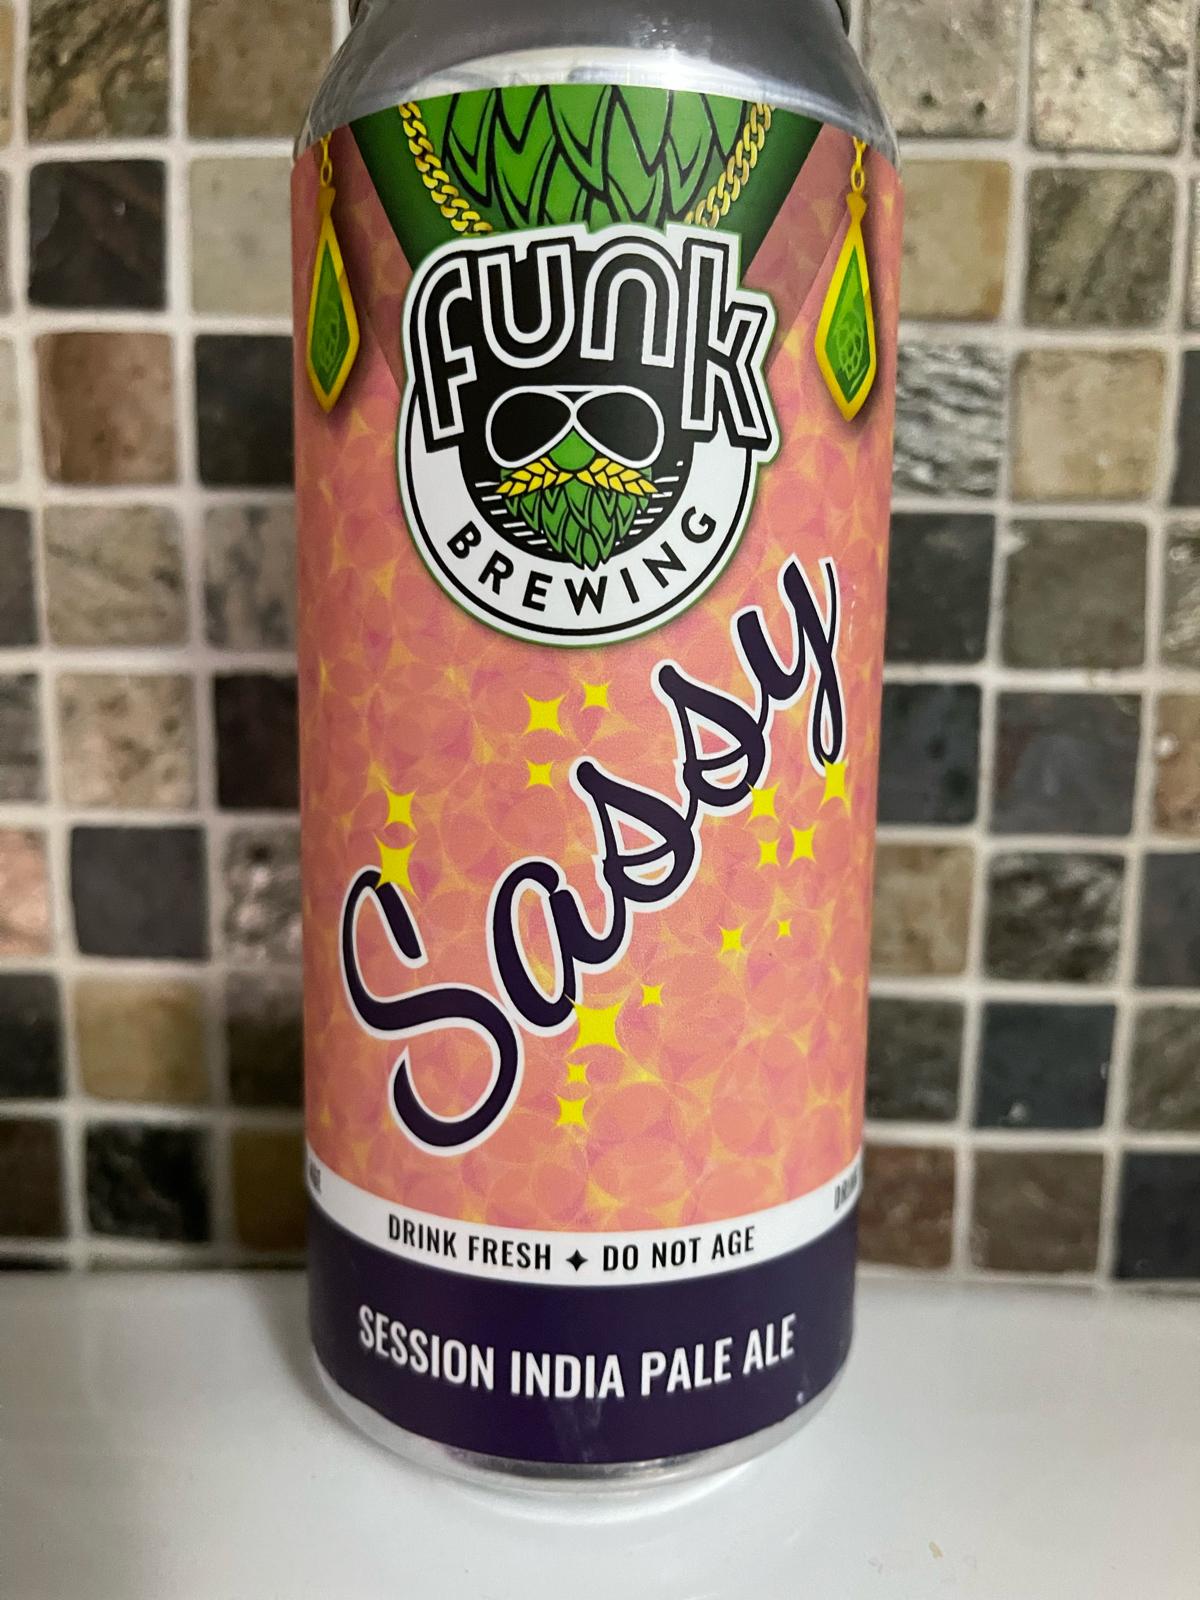 funk
BREWING
Sassy
DRINK FRESH ✦ DO NOT AGE
SESSION INDIA PALE ALE